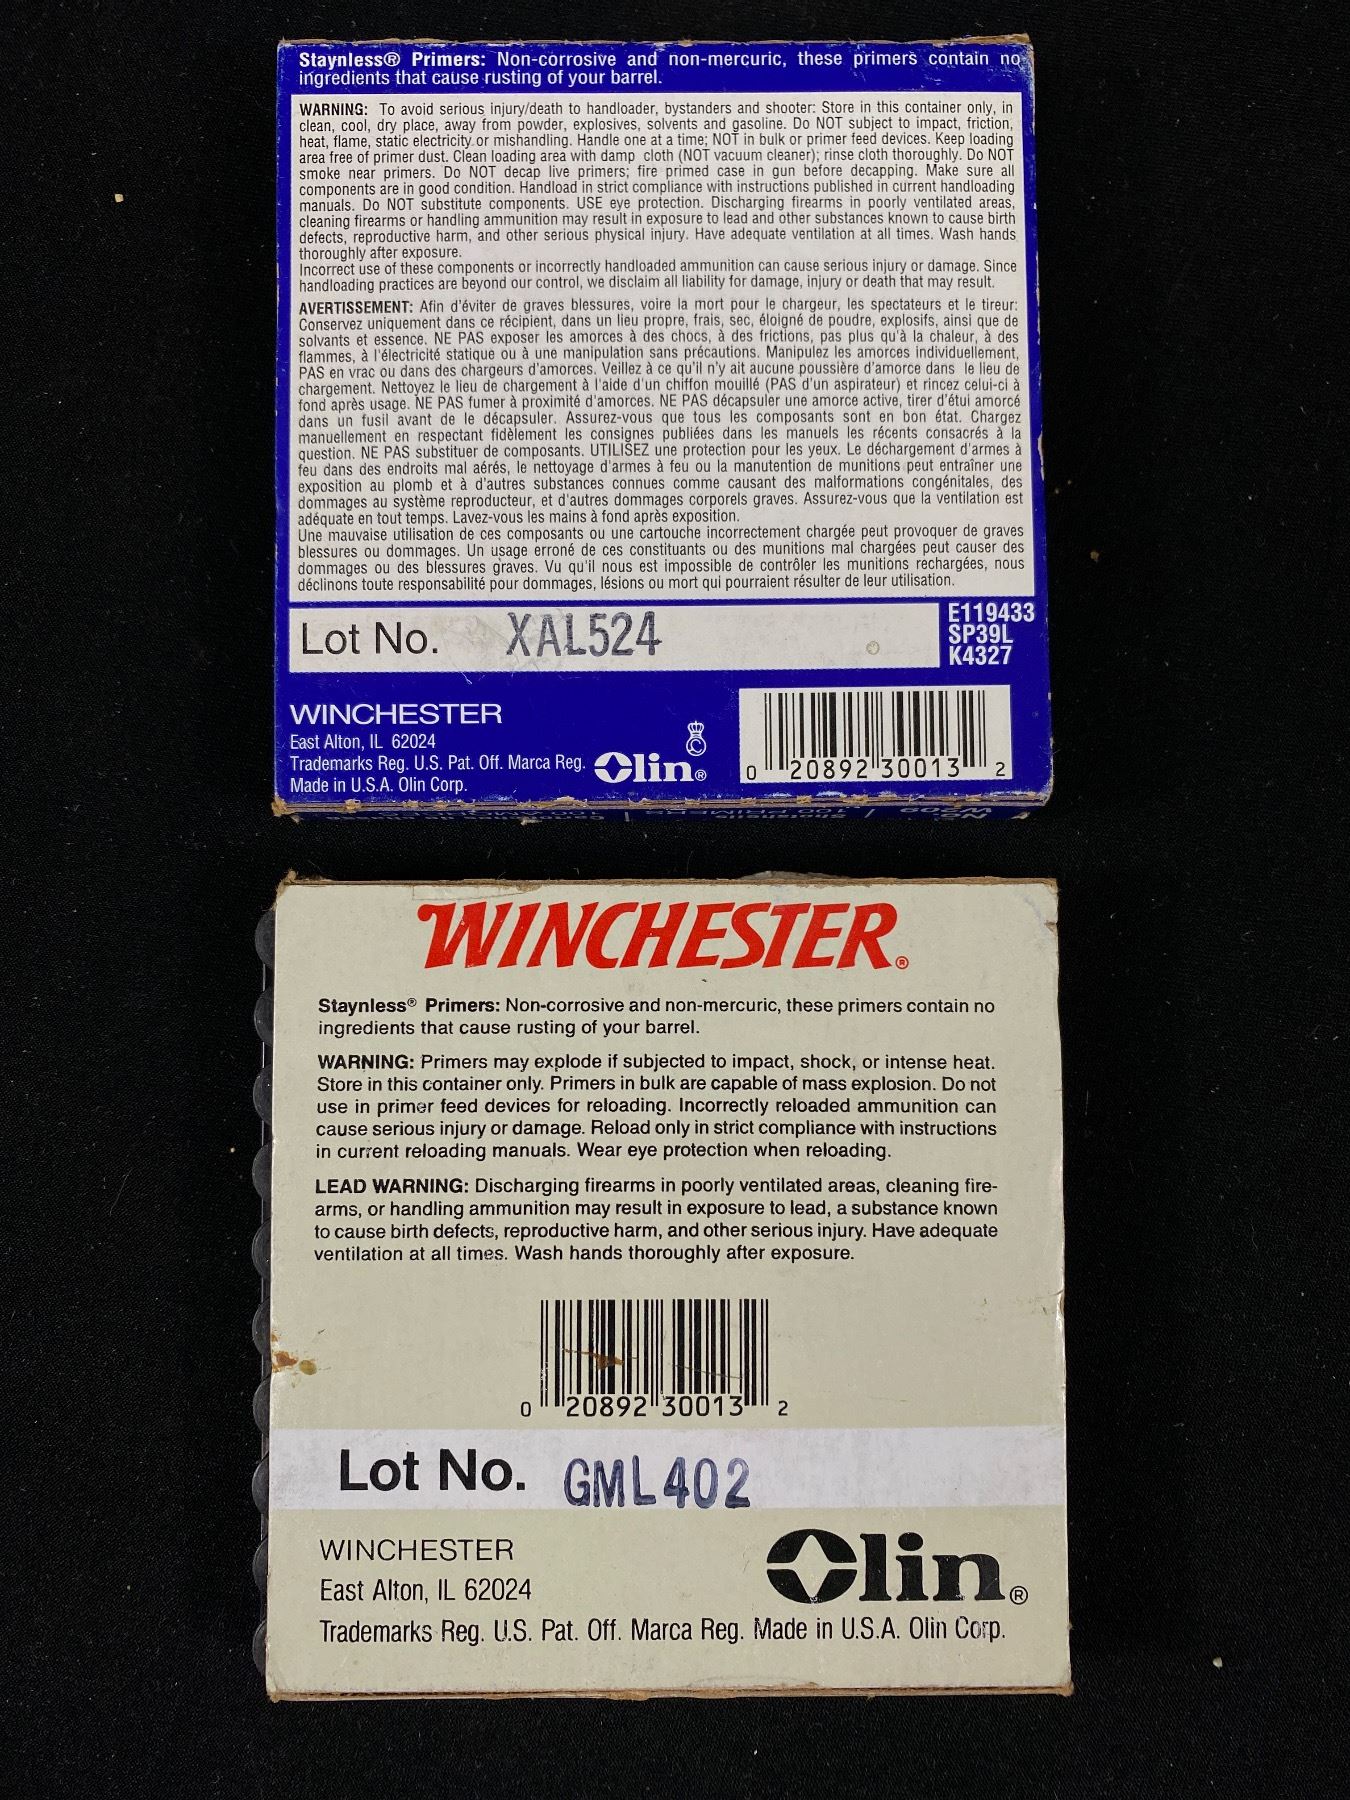 Staynless® Primers: Non-corrosive and non-mercuric, these primers contain no
ingredients that cause rusting of your barrel.
WARNING: To avoid serious injury/death to handloader, bystanders and shooter: Store in this container only, in
clean, cool, dry place, away from powder, explosives, solvents and gasoline. Do NOT subject to impact, friction,
heat, flame, static electricity or mishandling. Handle one at a time; NOT in bulk or primer feed devices. Keep loading
area free of primer dust. Clean loading area with damp cloth (NOT vacuum cleaner); rinse cloth thoroughly. Do NOT
smoke near primers. Do NOT decap live primers; fire primed case in gun before decapping. Make sure all
components are in good condition. Handload in strict compliance with instructions published in current handloading
manuals. Do NOT substitute components. USE eye protection. Discharging firearms in poorly ventilated areas,
cleaning firearms or handling ammunition may result in exposure to lead and other substances known to cause birth
defects, reproductive harm, and other serious physical injury. Have adequate ventilation at all times. Wash hands
thoroughly after exposure.
Incorrect use of these components or incorrectly handloaded ammunition can cause serious injury or damage. Since
handloading practices are beyond our control, we disclaim all liability for damage, injury or death that may result.
AVERTISSEMENT: Afin d'éviter de graves blessures, voire la mort pour le chargeur, les spectateurs et le tireur:
Conservez uniquement dans ce récipient, dans un lieu propre, frais, sec, éloigné de poudre, explosifs, ainsi que de
solvants et essence. NE PAS exposer les amorces à des chocs, à des frictions, pas plus qu'à la chaleur, à des
flammes, à l'électricité statique ou à une manipulation sans précautions. Manipulez les amorces individuellement,
PAS en vrac ou dans des chargeurs d'amorces. Veillez à ce qu'il n'y ait aucune poussière d'amorce dans le lieu de
chargement. Nettoyez le lieu de chargement à l'aide d'un chiffon mouillé (PAS d'un aspirateur) et rincez celui-ci à
fond après usage. NE PAS fumer à proximité d'amorces. NE PAS décapsuler une amorce active, tirer d'étui amorcé
dans un fusil avant de le décapsuler. Assurez-vous que tous les composants sont en bon état. Chargez
manuellement en respectant fidèlement les consignes publiées dans les manuels les récents consacrés à la
question. NE PAS substituer de composants. UTILISEZ une protection pour les yeux. Le déchargement d'armes à
feu dans des endroits mal aérés, le nettoyage d'armes à feu ou la manutention de munitions peut entraîner une
exposition au plomb et à d'autres substances connues comme causant des malformations congénitales, des
dommages au système reproducteur, et d'autres dommages corporels graves. Assurez-vous que la ventilation est
adéquate en tout temps. Lavez-vous les mains à fond après exposition.
Une mauvaise utilisation de ces composants ou une cartouche incorrectement chargée peut provoquer de graves
blessures ou dommages. Un usage erroné de ces constituants ou des munitions mal chargées peut causer des
dommages ou des blessures graves. Vu qu'il nous est impossible de contrôler les munitions rechargées, nous
déclinons toute responsabilité pour dommages, lésions ou mort qui pourraient résulter de leur utilisation.
Lot No. XAL524
E119433
SP39L
K4327
WINCHESTER
East Alton, IL 62024
Trademarks Reg. U.S. Pat. Off. Marca Reg.
Made in U.S.A. Olin Corp.
Olin®
0 20892 30013 2
NO. W209
100 PRIMERS
WINCHESTER®
Staynless® Primers: Non-corrosive and non-mercuric, these primers contain no
ingredients that cause rusting of your barrel.
WARNING: Primers may explode if subjected to impact, shock, or intense heat.
Store in this container only. Primers in bulk are capable of mass explosion. Do not
use in primer feed devices for reloading. Incorrectly reloaded ammunition can
cause serious injury or damage. Reload only in strict compliance with instructions
in current reloading manuals. Wear eye protection when reloading.
LEAD WARNING: Discharging firearms in poorly ventilated areas, cleaning fire-
arms, or handling ammunition may result in exposure to lead, a substance known
to cause birth defects, reproductive harm, and other serious injury. Have adequate
ventilation at all times. Wash hands thoroughly after exposure.
0 20892 30013 2
Lot No. GML402
WINCHESTER
East Alton, IL 62024
Trademarks Reg. U.S. Pat. Off. Marca Reg. Made in U.S.A. Olin Corp.
Olin®